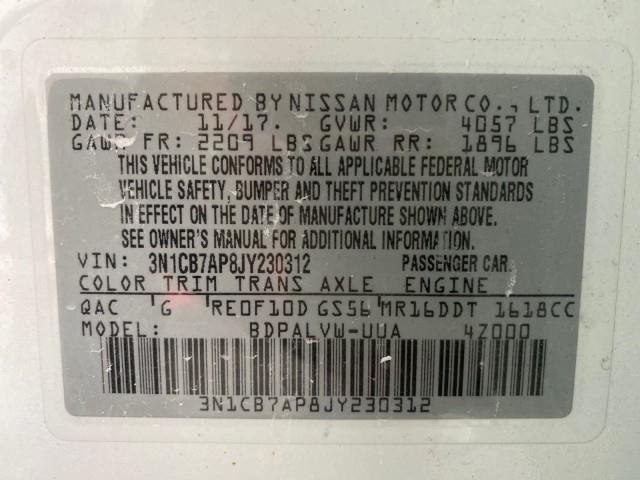 MANUFACTURED BY NISSAN MOTOR CO., LTD.
DATE: 11/17. GVWR: 4057 LBS
GAWR FR: 2209 LBS GAWR RR: 1896 LBS
THIS VEHICLE CONFORMS TO ALL APPLICABLE FEDERAL MOTOR
VEHICLE SAFETY, BUMPER AND THEFT PREVENTION STANDARDS
IN EFFECT ON THE DATE OF MANUFACTURE SHOWN ABOVE.
SEE OWNER'S MANUAL FOR ADDITIONAL INFORMATION.
VIN: 3N1CB7AP8JY230312 PASSENGER CAR
COLOR TRIM TRANS AXLE ENGINE
QAC G RE0F10D GS56 MR16DDT 1618CC
MODEL: BDPALVW-UUA 4Z000
3N1CB7AP8JY230312